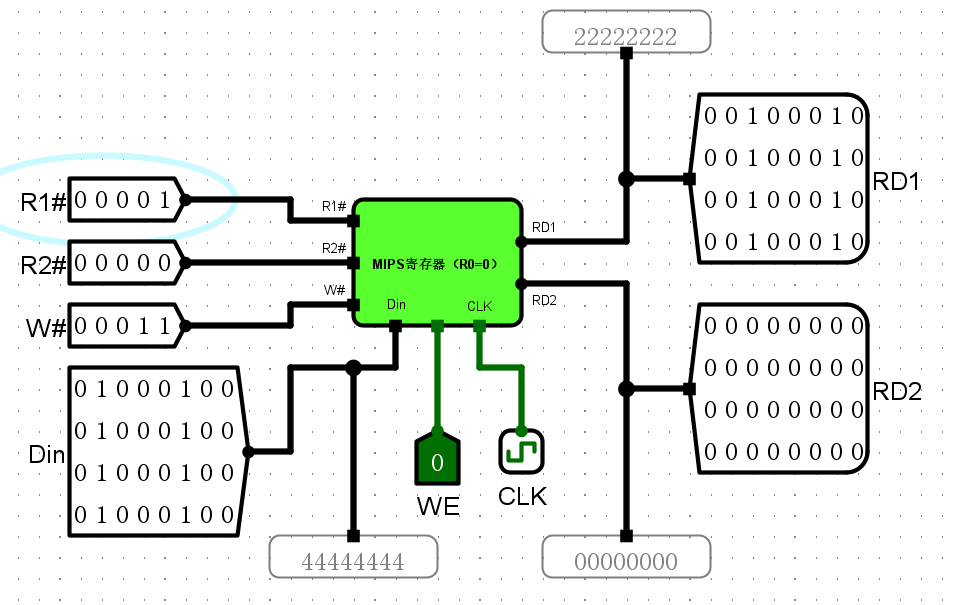 22222222
0 0 1 0 0 0 1 0
0 0 1 0 0 0 1 0
0 0 1 0 0 0 1 0
0 0 1 0 0 0 1 0
RD1
R1# 0 0 0 0 1
R2# 0 0 0 0 0
W# 0 0 0 1 1
R1#
R2#
W#
MIPS寄存器（R0=0）
Din
CLK
RD1
RD2
0 0 0 0 0 0 0 0
0 0 0 0 0 0 0 0
0 0 0 0 0 0 0 0
0 0 0 0 0 0 0 0
RD2
0 1 0 0 0 1 0 0
0 1 0 0 0 1 0 0
0 1 0 0 0 1 0 0
0 1 0 0 0 1 0 0
Din
0
WE
CLK
44444444
00000000